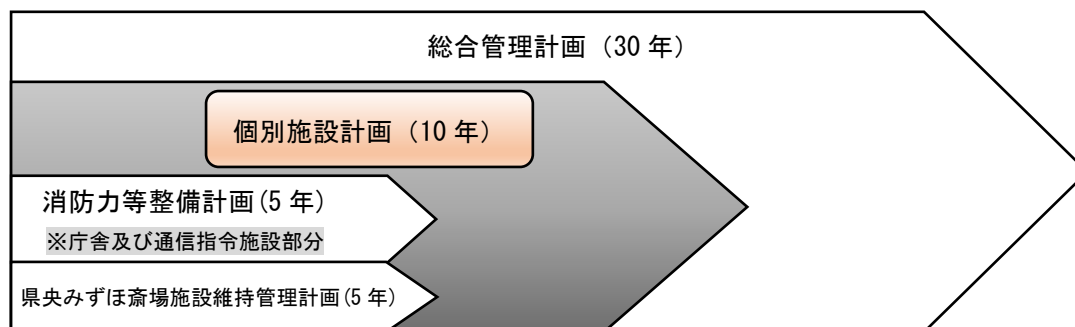 総合管理計画（30 年）
個別施設計画（10 年）
消防力等整備計画(5 年)
※庁舎及び通信指令施設部分
県央みずほ斎場施設維持管理計画(5 年)